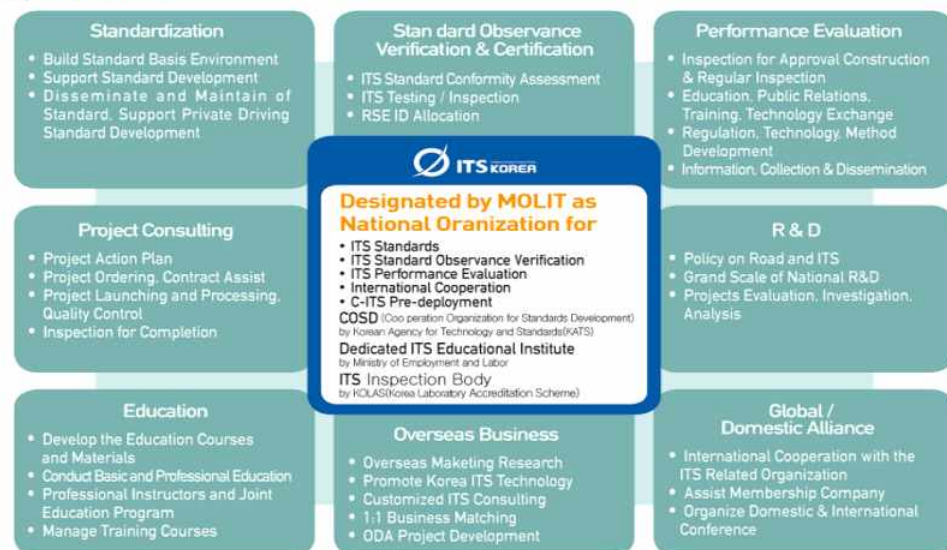 Standardization
• Build Standard Basis Environment
• Support Standard Development
• Disseminate and Maintain of
Standard, Support Private Driving
Standard Development
Stan dard Observance
Verification & Certification
• ITS Standard Conformity Assessment
• ITS Testing / Inspection
• RSE ID Allocation
Performance Evaluation
• Inspection for Approval Construction
& Regular Inspection
• Education, Public Relations,
Training, Technology Exchange
• Regulation, Technology, Method
Development
• Information, Collection & Dissemination
Project Consulting
• Project Action Plan
• Project Ordering, Contract Assist
• Project Launching and Processing,
Quality Control
• Inspection for Completion
ITS KOREA
Designated by MOLIT as
National Oranization for
• ITS Standards
• ITS Standard Observance Verification
• ITS Performance Evaluation
• International Cooperation
• C-ITS Pre-deployment
COSD (Coo peration Organization for Standards Development)
by Korean Agency for Technology and Standards(KATS)
Dedicated ITS Educational Institute
by Ministry of Employment and Labor
ITS Inspection Body
by KOLAS(Korea Laboratory Accreditation Scheme)
R & D
• Policy on Road and ITS
• Grand Scale of National R&D
• Projects Evaluation, Investigation,
Analysis
Education
• Develop the Education Courses
and Materials
• Conduct Basic and Professional Education
• Professional Instructors and Joint
Education Program
• Manage Training Courses
Overseas Business
• Overseas Maketing Research
• Promote Korea ITS Technology
• Customized ITS Consulting
• 1:1 Business Matching
• ODA Project Development
Global /
Domestic Alliance
• International Cooperation with the
ITS Related Organization
• Assist Membership Company
• Organize Domestic & International
Conference